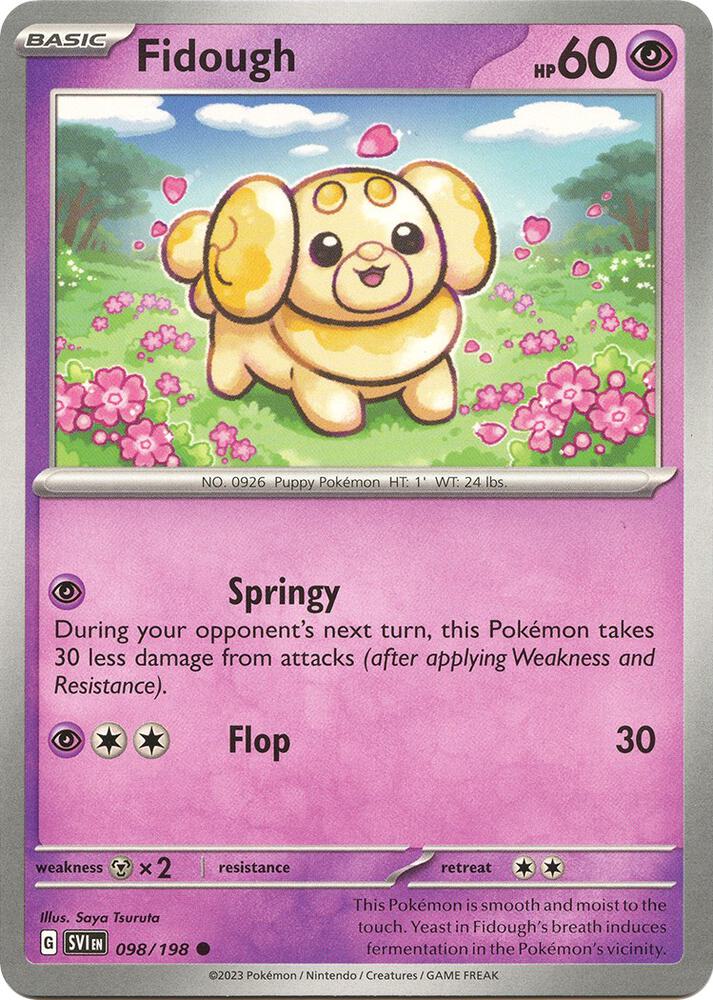 BASIC
Fidough
HP 60
NO. 0926 Puppy Pokémon HT: 1' WT: 24 lbs.
Springy
During your opponent's next turn, this Pokémon takes
30 less damage from attacks (after applying Weakness and
Resistance).
Flop 30
weakness ×2 resistance retreat
Illus. Saya Tsuruta
This Pokémon is smooth and moist to the
touch. Yeast in Fidough's breath induces
fermentation in the Pokémon's vicinity.
G SVI EN 098/198
©2023 Pokémon / Nintendo / Creatures / GAME FREAK